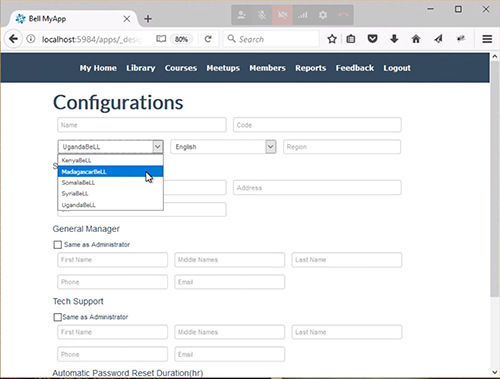 Bell MyApp
localhost:5984/apps/_desi
80%
Search
My Home Library Courses Meetups Members Reports Feedback Logout
Configurations
Name Code
UgandaBeLL English Region
KenyaBeLL
MadagascarBeLL
SomaliaBeLL
SyriaBeLL
UgandaBeLL
S
Address
General Manager
Same as Administrator
First Name Middle Names Last Name
Phone Email
Tech Support
Same as Administrator
First Name Middle Names Last Name
Phone Email
Automatic Password Reset Duration(hr)